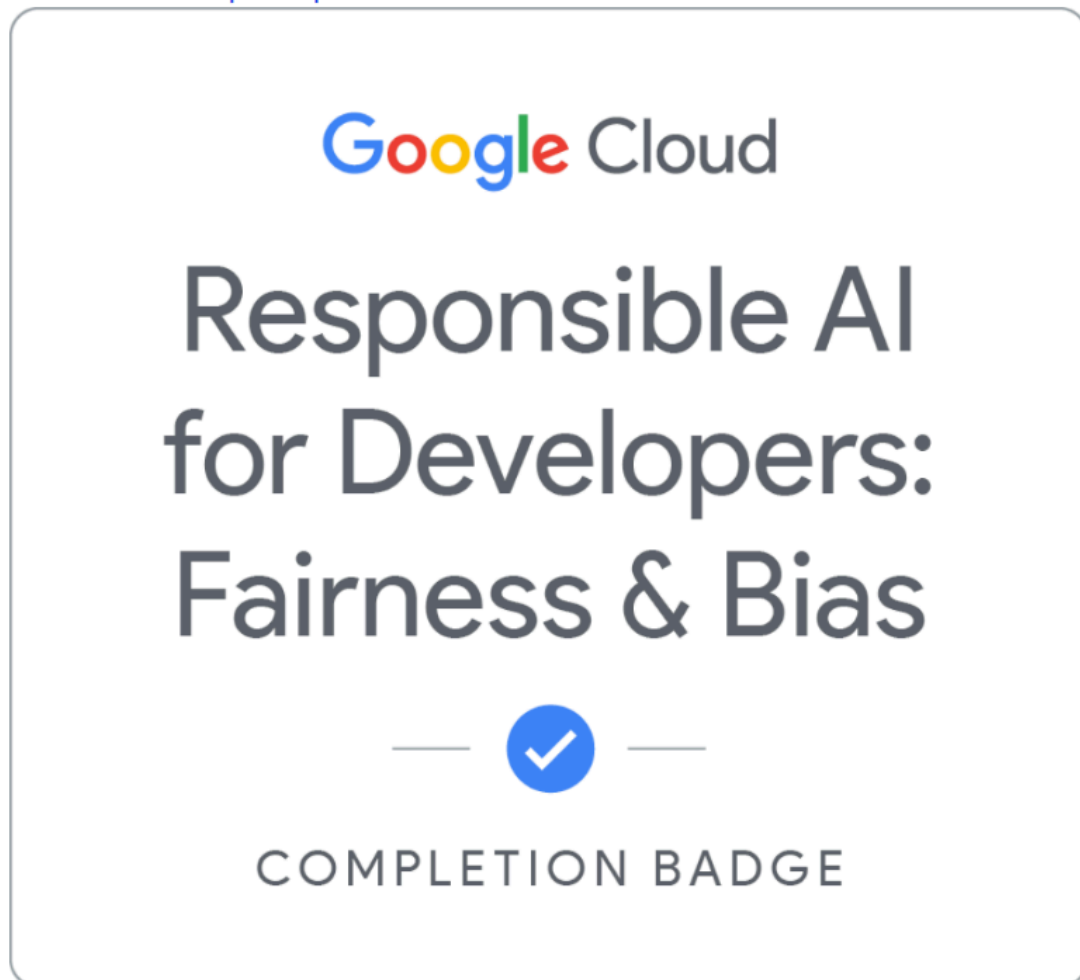 Google Cloud
Responsible AI
for Developers:
Fairness & Bias
COMPLETION BADGE